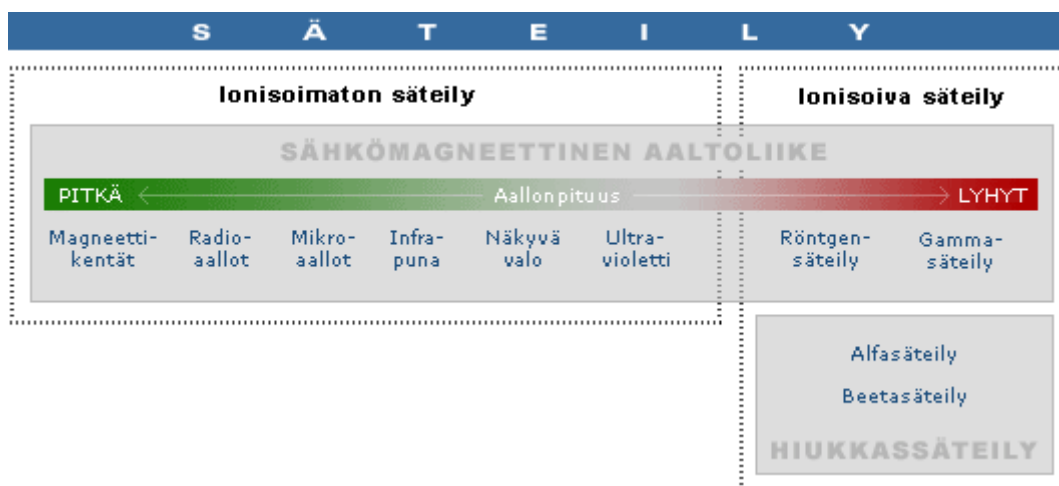 SÄTEILY
Ionisoimaton säteily
Ionisoiva säteily
SÄHKÖMAGNEETTINEN AALTOLIIKE
PITKÄ Aallonpituus LYHYT
Magneetti-
kentät
Radio-
aallot
Mikro-
aallot
Infra-
puna
Näkyvä
valo
Ultra-
violetti
Röntgen-
säteily
Gamma-
säteily
Alfasäteily
Beetasäteily
HIUKKASSÄTEILY